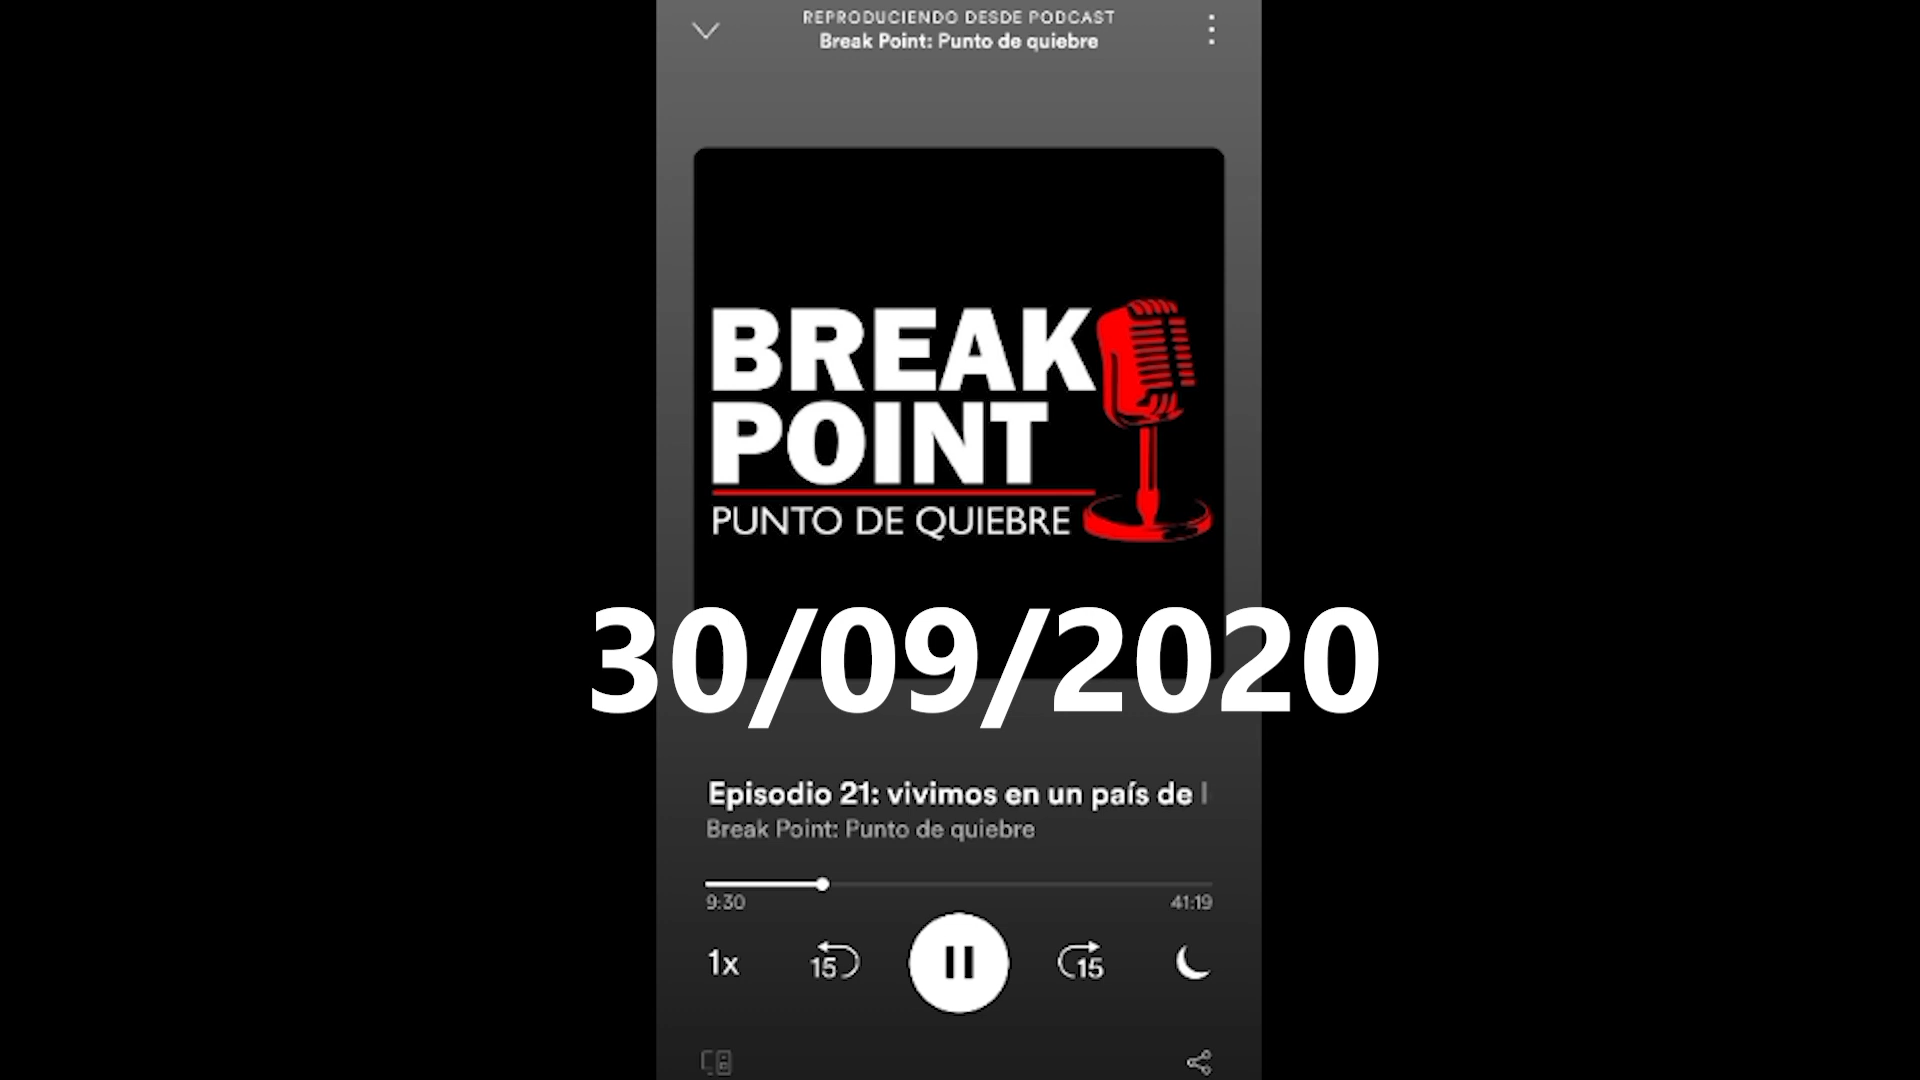 REPRODUCIENDO DESDE PODCAST
Break Point: Punto de quiebre
BREAK
POINT
PUNTO DE QUIEBRE
30/09/2020
Episodio 21: vivimos en un país de
Break Point: Punto de quiebre
9:30
41:19
1x
15
15